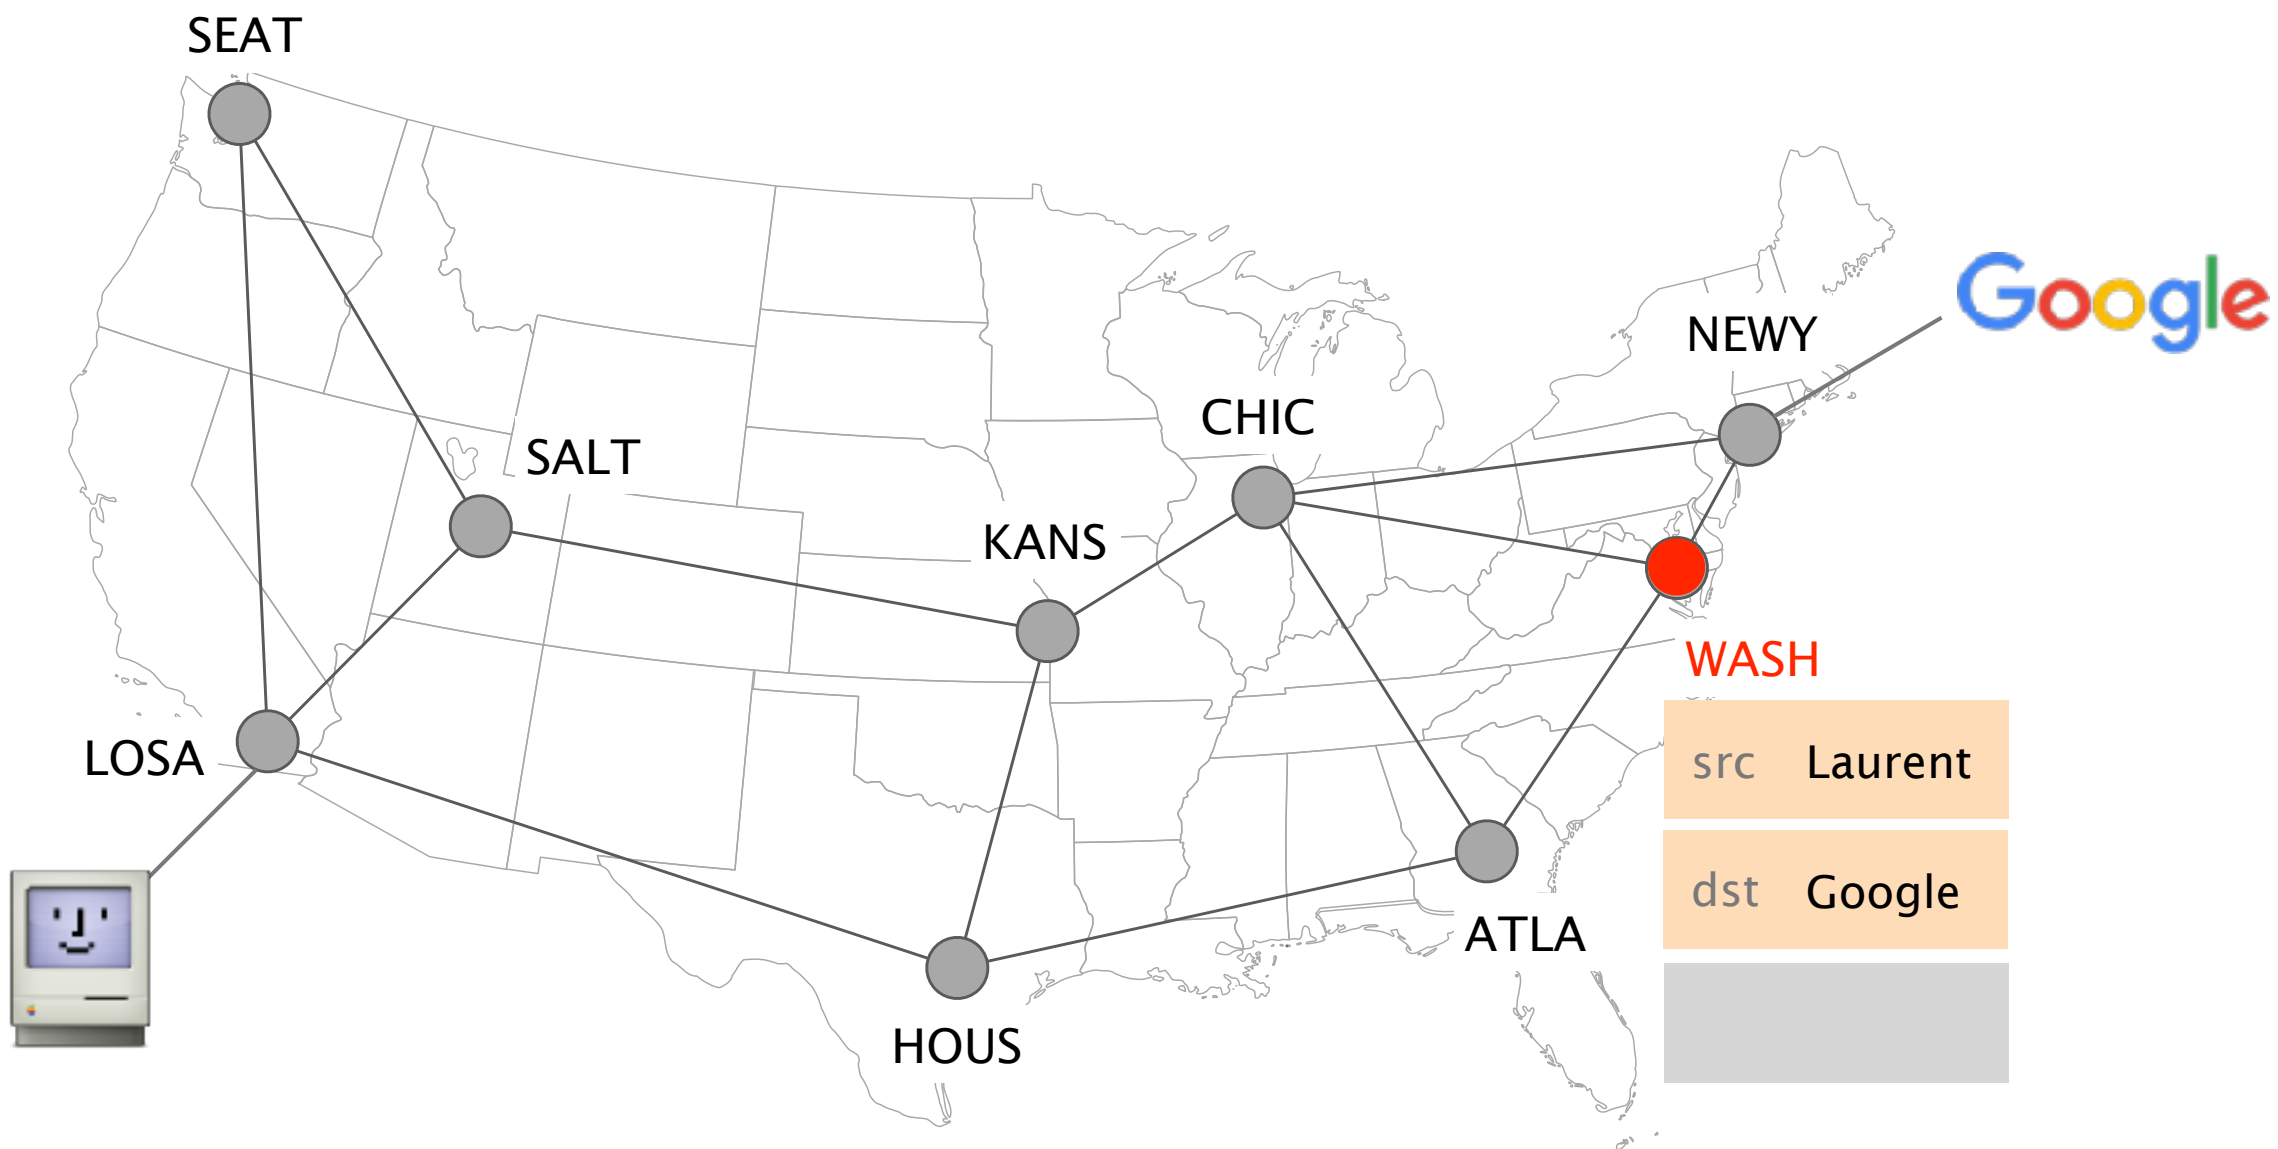 SEAT
Google
NEWY
CHIC
SALT
KANS
WASH
LOSA
src Laurent
dst Google
ATLA
HOUS